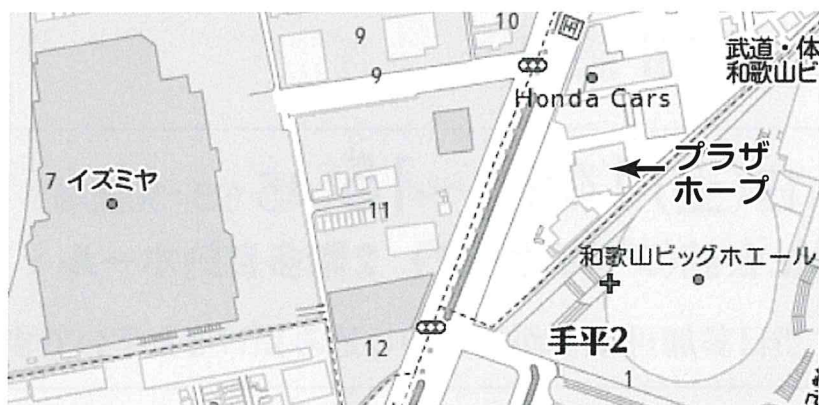 10
9
国
武道・体
和歌山ビ
9
Honda Cars
プラザ
ホープ
7 イズミヤ
11
和歌山ビッグホエール
12
手平2
1